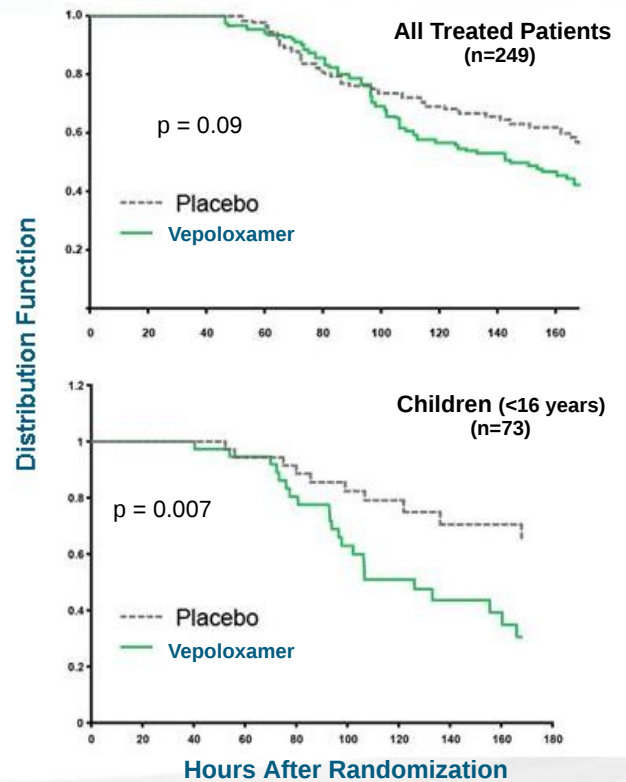 Distribution Function
All Treated Patients
(n=249)
1.0
0.8
0.6
0.4
0.2
p = 0.09
Placebo
Vepoloxamer
0 20 40 60 80 100 120 140 160
Children (<16 years)
(n=73)
1.2
1
0.8
0.6
0.4
0.2
0
p = 0.007
Placebo
Vepoloxamer
0 20 40 60 80 100 120 140 160 180
Hours After Randomization